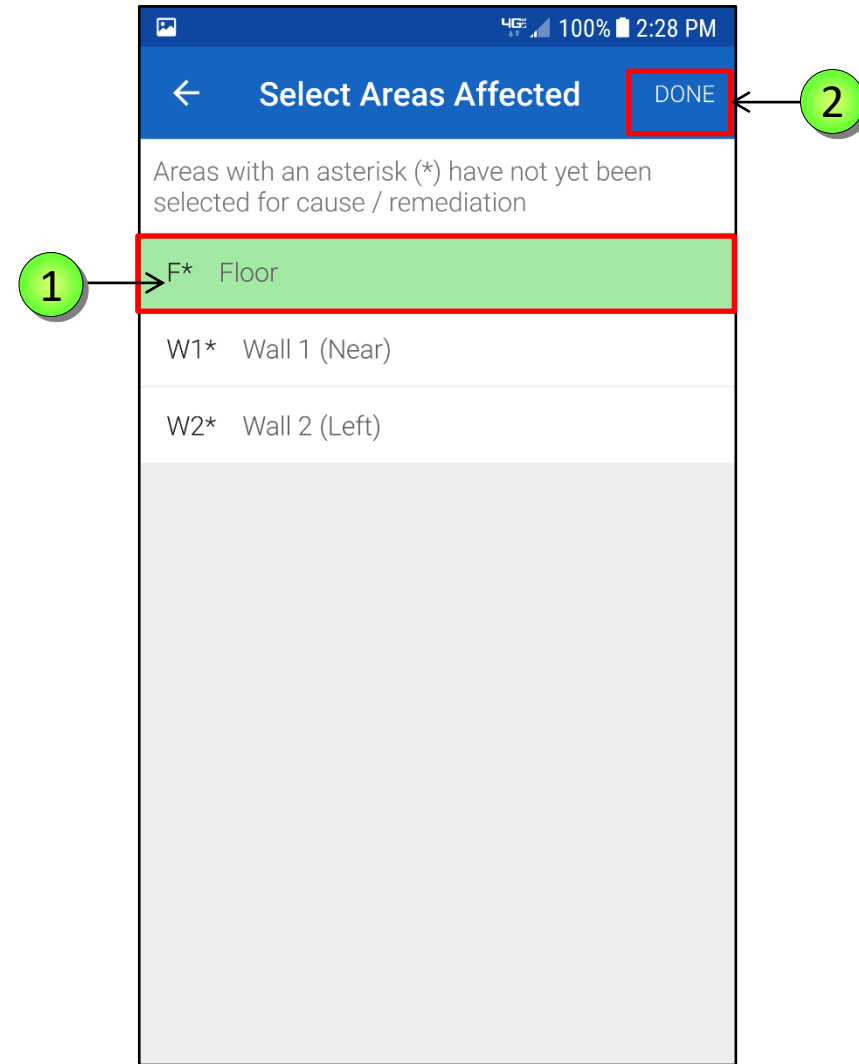 4G 100% 2:28 PM
Select Areas Affected DONE
2
Areas with an asterisk (*) have not yet been
selected for cause / remediation
1
F* Floor
W1* Wall 1 (Near)
W2* Wall 2 (Left)